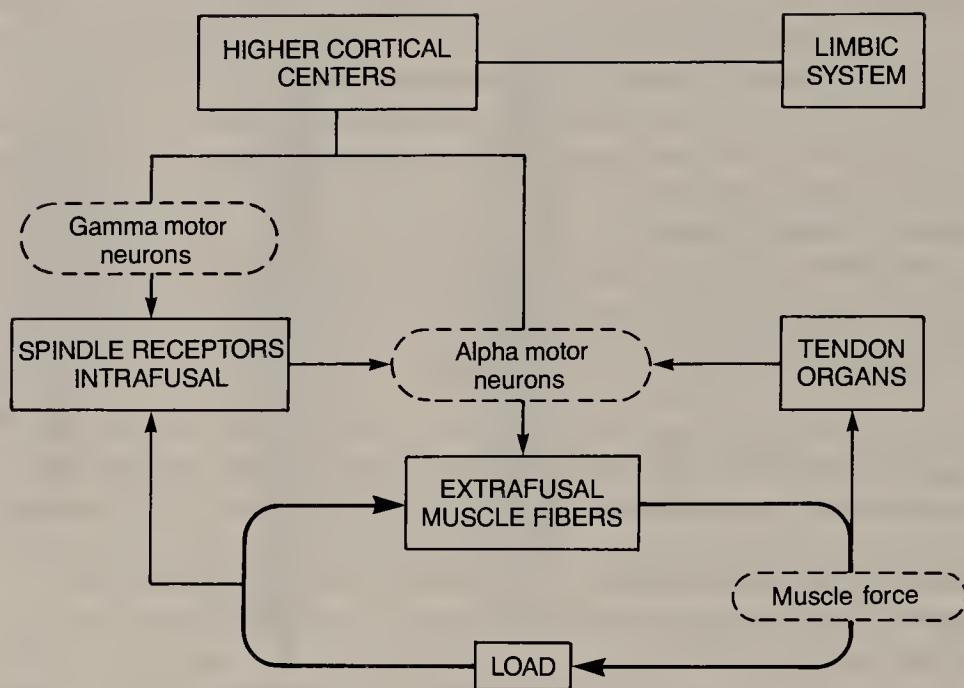 HIGHER CORTICAL
CENTERS
LIMBIC
SYSTEM
Gamma motor
neurons
SPINDLE RECEPTORS
INTRAFUSAL
Alpha motor
neurons
TENDON
ORGANS
EXTRAFUSAL
MUSCLE FIBERS
Muscle force
LOAD